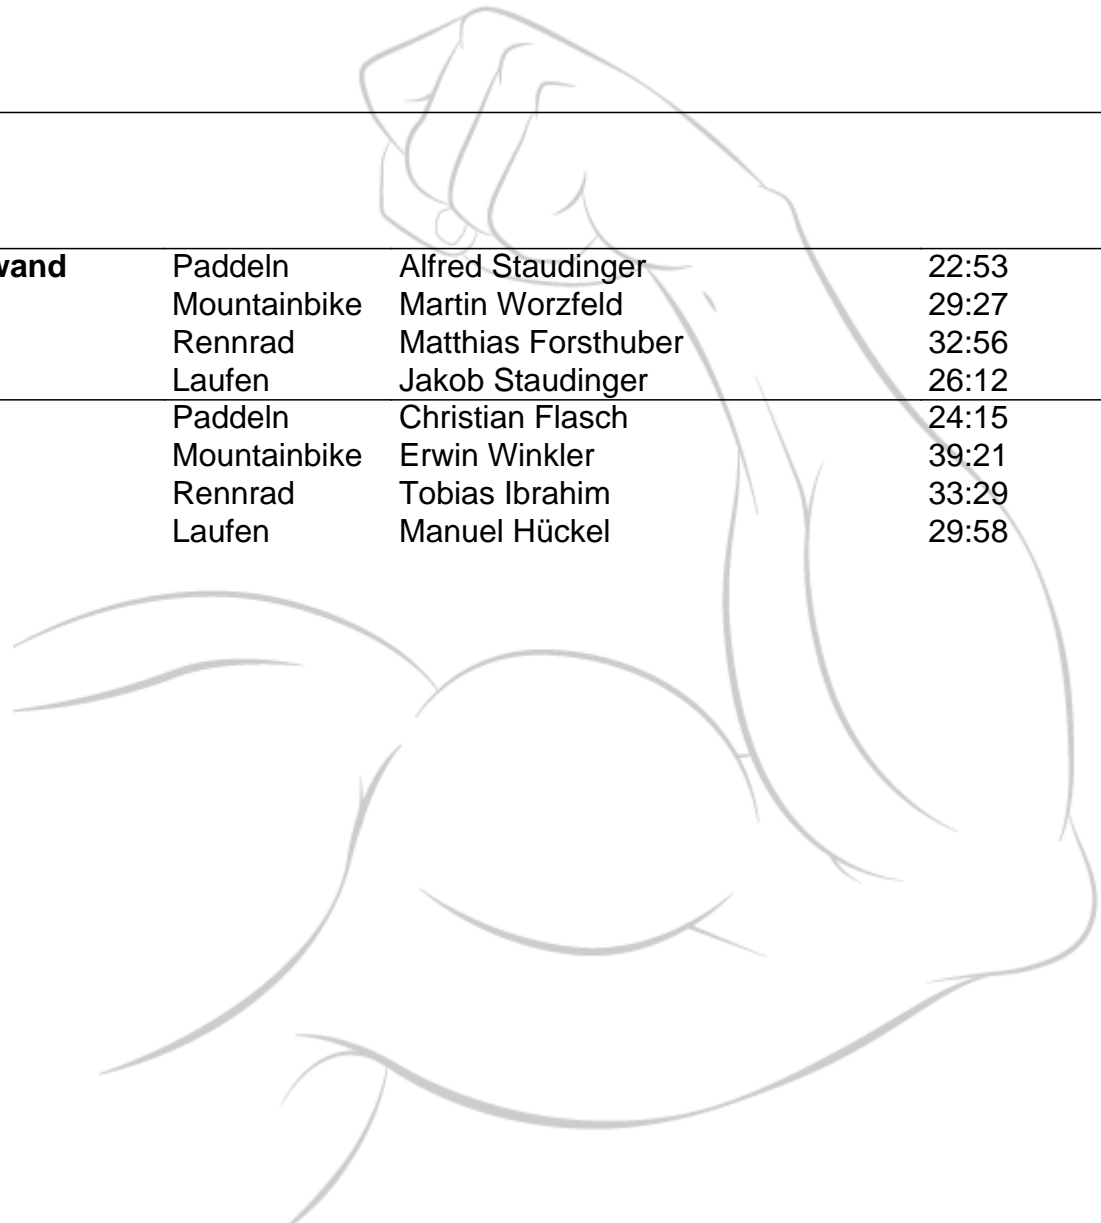 wand Paddeln Alfred Staudinger 22:53
Mountainbike Martin Worzfeld 29:27
Rennrad Matthias Forsthuber 32:56
Laufen Jakob Staudinger 26:12
Paddeln Christian Flasch 24:15
Mountainbike Erwin Winkler 39:21
Rennrad Tobias Ibrahim 33:29
Laufen Manuel Hückel 29:58